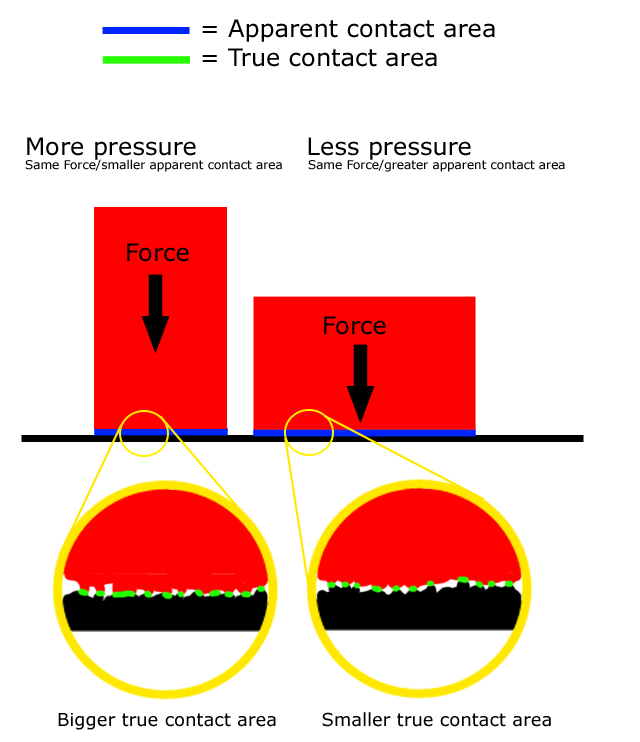 = Apparent contact area
= True contact area
More pressure
Same Force/smaller apparent contact area
Less pressure
Same Force/greater apparent contact area
Force
Force
Bigger true contact area
Smaller true contact area